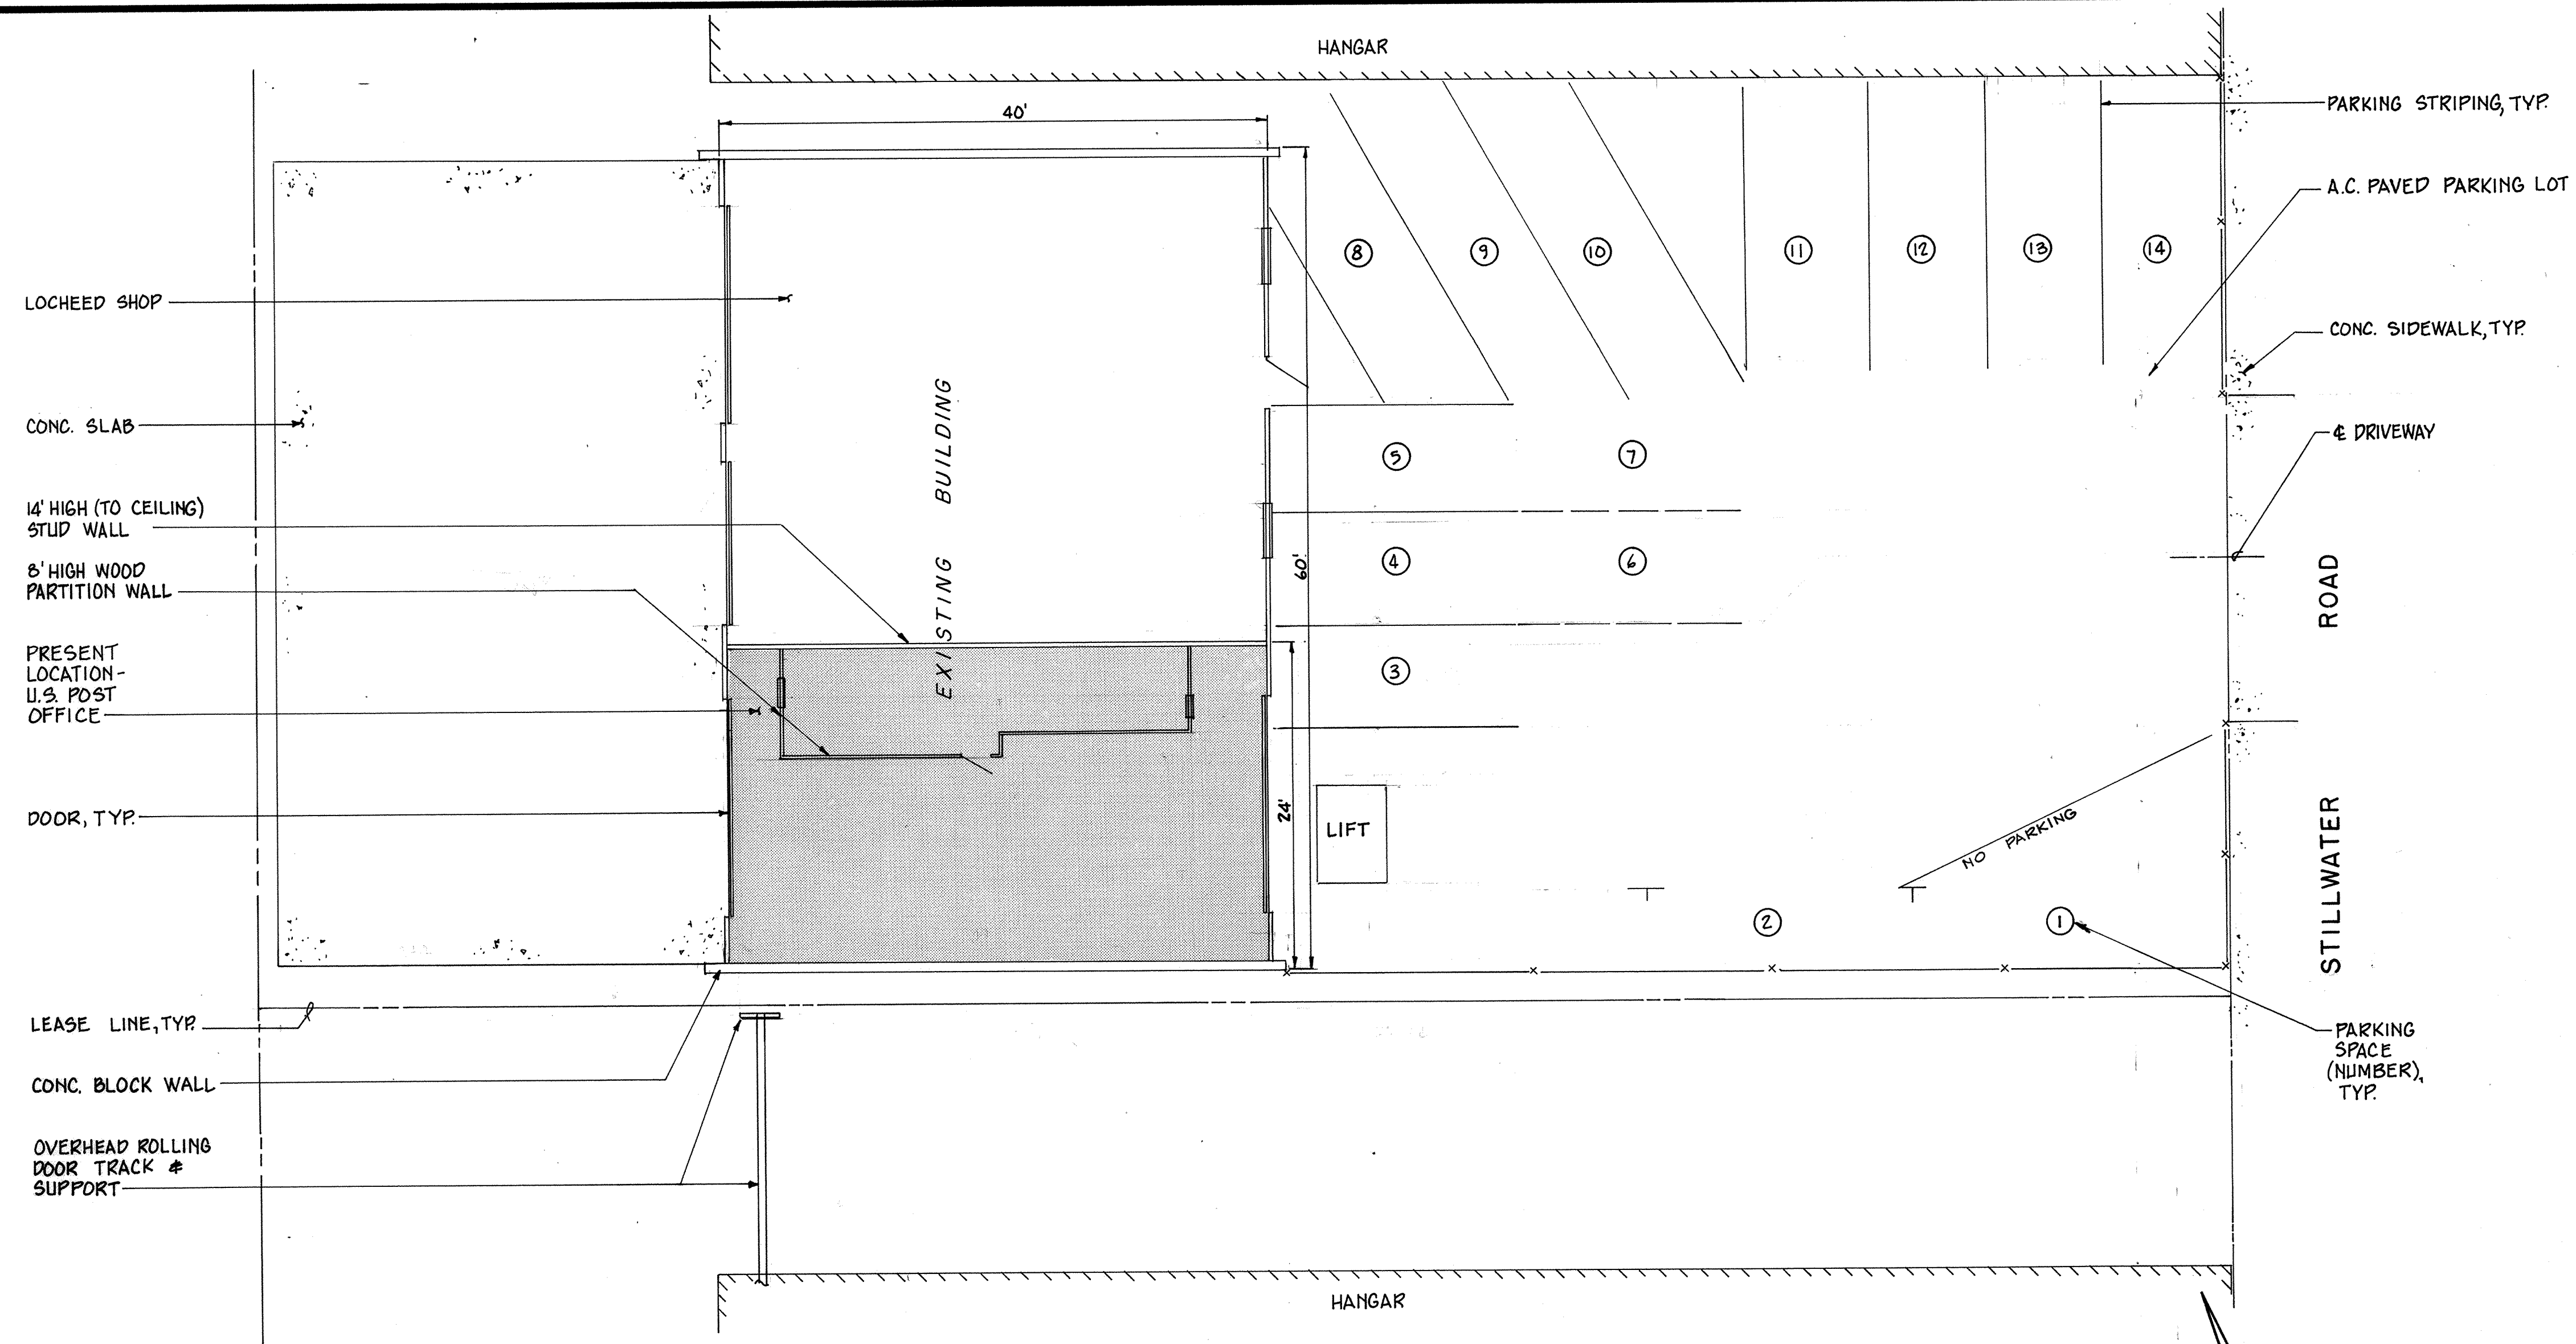 HANGAR
40'
PARKING STRIPING, TYP.
A.C. PAVED PARKING LOT
CONC. SIDEWALK, TYP.
℄ DRIVEWAY
LOCHEED SHOP
CONC. SLAB
14' HIGH (TO CEILING)
STUD WALL
8' HIGH WOOD
PARTITION WALL
PRESENT
LOCATION-
U.S. POST
OFFICE
DOOR, TYP.
LEASE LINE, TYP.
CONC. BLOCK WALL
OVERHEAD ROLLING
DOOR TRACK &
SUPPORT
EXISTING BUILDING
60'
24'
8
9
10
11
12
13
14
5
7
4
6
3
LIFT
NO PARKING
2
1
STILLWATER ROAD
PARKING
SPACE
(NUMBER),
TYP.
HANGAR